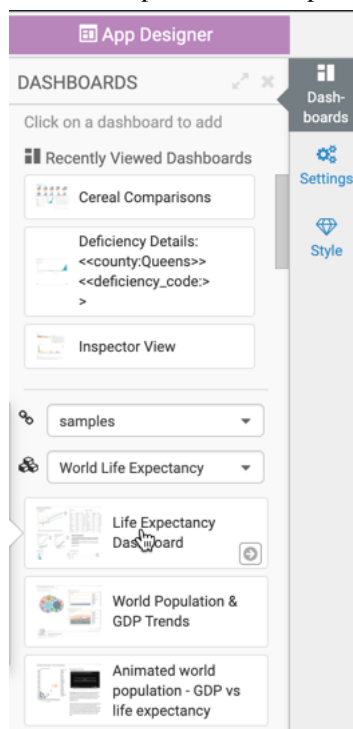 App Designer
DASHBOARDS
Click on a dashboard to add
Recently Viewed Dashboards
Cereal Comparisons
Deficiency Details:
<<county:Queens>>
<<deficiency_code:>
>
Inspector View
samples
World Life Expectancy
Life Expectancy
Dashboard
World Population &
GDP Trends
Animated world
population - GDP vs
life expectancy
Dash-
boards
Settings
Style